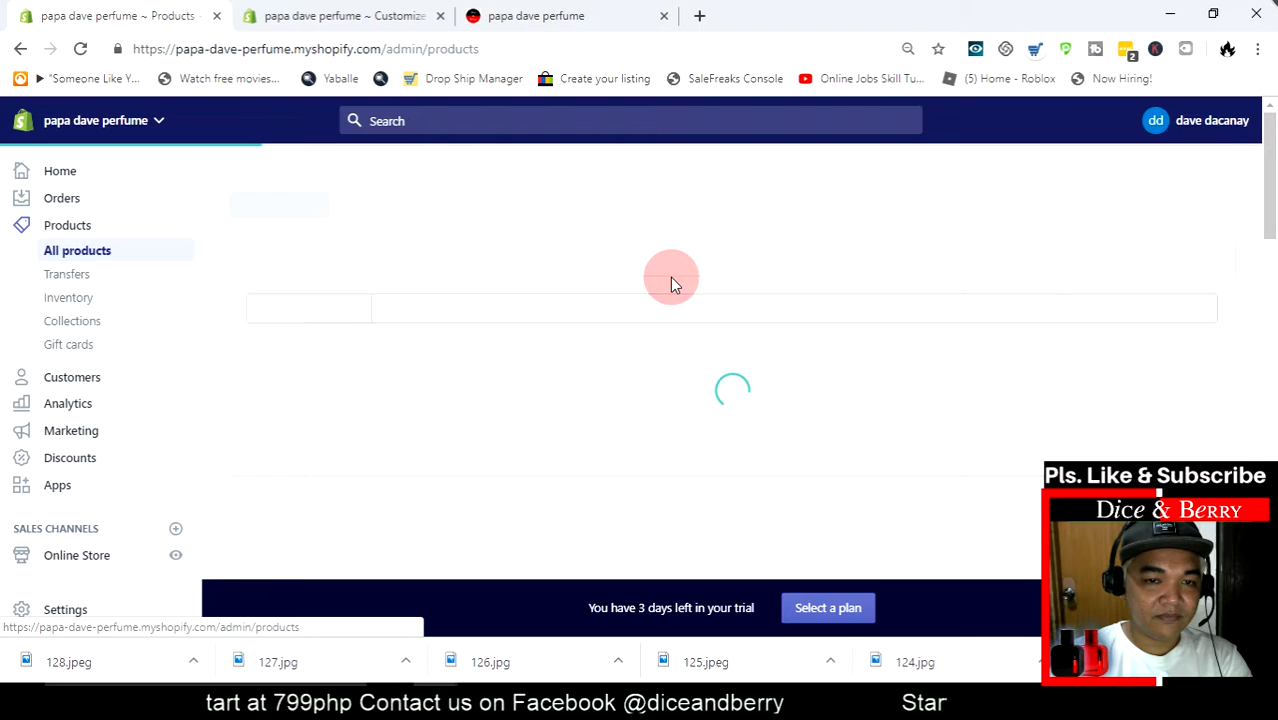 papa dave perfume ~ Products
papa dave perfume ~ Customize
papa dave perfume
https://papa-dave-perfume.myshopify.com/admin/products
"Someone Like Y...
Watch free movies...
Yaballe
Drop Ship Manager
Create your listing
SaleFreaks Console
Online Jobs Skill Tu...
Home - Roblox
Now Hiring!
2
K
papa dave perfume
Search
dd
dave dacanay
Home
Orders
Products
All products
Transfers
Inventory
Collections
Gift cards
Customers
Analytics
Marketing
Discounts
Apps
SALES CHANNELS
Online Store
Settings
You have 3 days left in your trial
Select a plan
https://papa-dave-perfume.myshopify.com/admin/products
Pls. Like & Subscribe
Dice & Berry
128.jpeg
127.jpg
126.jpg
125.jpeg
124.jpg
tart at 799php Contact us on Facebook @diceandberry
Star